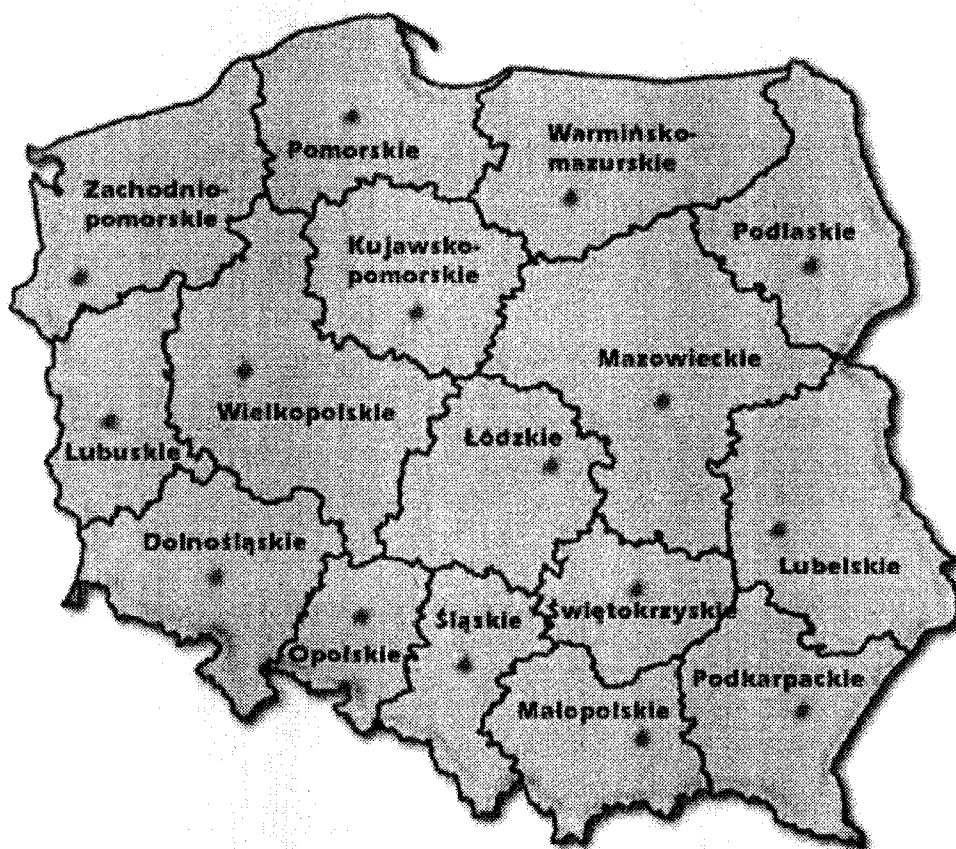 Pomorskie
Warmińsko-
mazurskie
Zachodnio-
pomorskie
Kujawsko-
pomorskie
Podlaskie
Mazowieckie
Wielkopolskie
Łódzkie
Lubuskie
Dolnośląskie
Lubelskie
Opolskie
Śląskie
Świętokrzyskie
Podkarpackie
Małopolskie